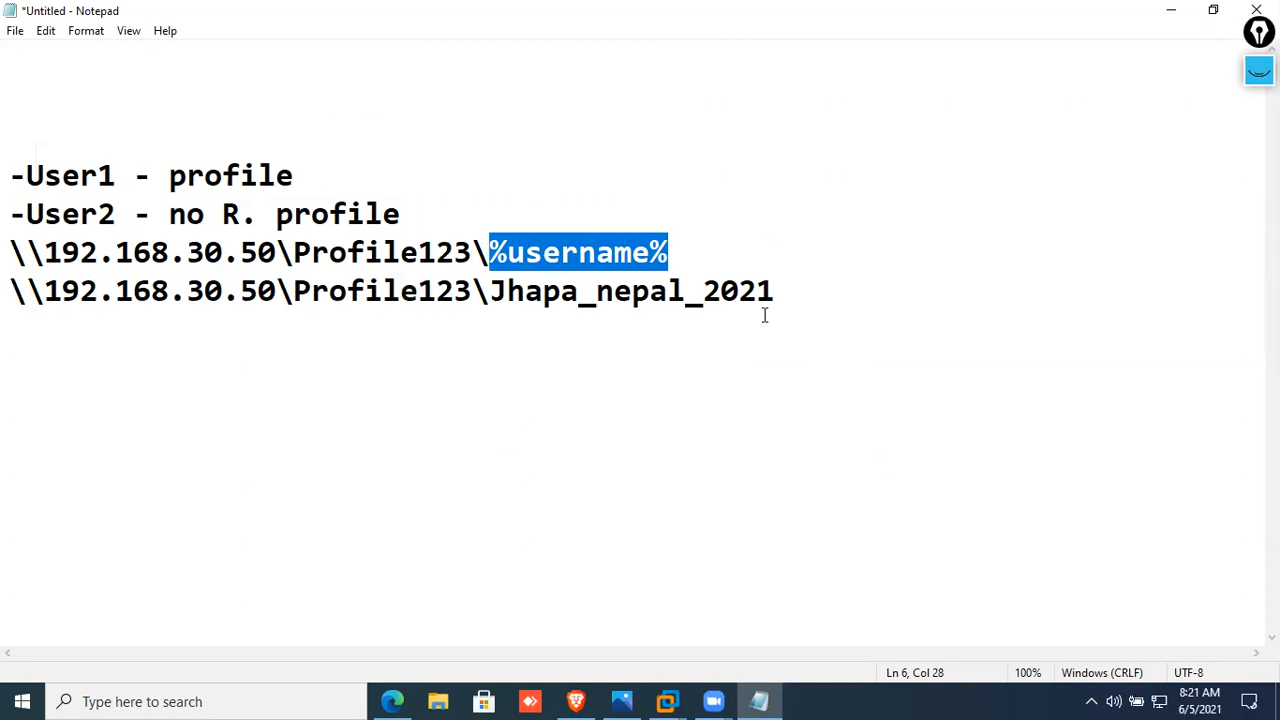 *Untitled - Notepad
File Edit Format View Help
-User1 - profile
-User2 - no R. profile
\\192.168.30.50\Profile123\%username%
\\192.168.30.50\Profile123\Jhapa_nepal_2021
Ln 6, Col 28 100% Windows (CRLF) UTF-8
Type here to search
8:21 AM
6/5/2021